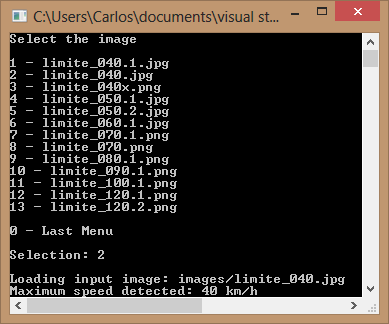 C:\Users\Carlos\documents\visual st...
Select the image
1 - limite_040.1.jpg
2 - limite_040.jpg
3 - limite_040x.png
4 - limite_050.1.jpg
5 - limite_050.2.jpg
6 - limite_060.1.jpg
7 - limite_070.1.png
8 - limite_070.png
9 - limite_080.1.png
10 - limite_090.1.png
11 - limite_100.1.png
12 - limite_120.1.png
13 - limite_120.2.png
0 - Last Menu
Selection: 2
Loading input image: images/limite_040.jpg
Maximum speed detected: 40 km/h